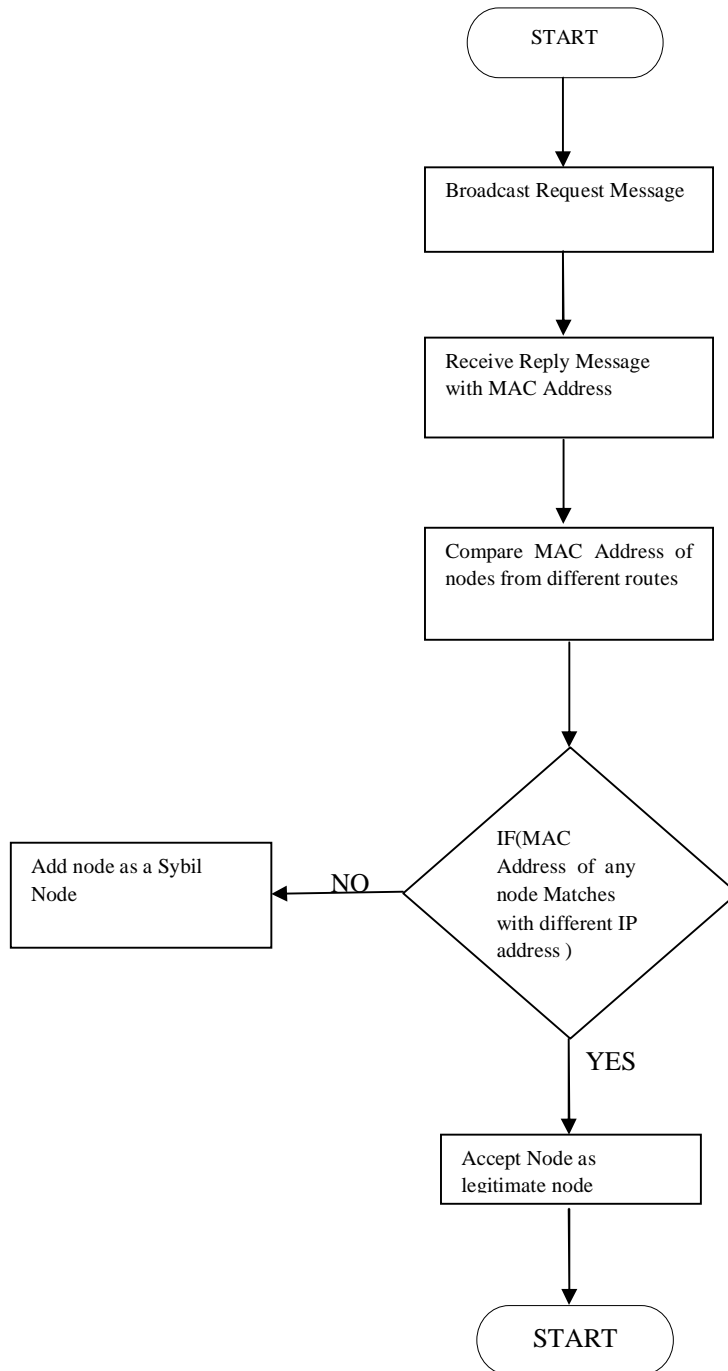 START
Broadcast Request Message
Receive Reply Message
with MAC Address
Compare MAC Address of
nodes from different routes
IF(MAC
Address of any
node Matches
with different IP
address )
NO
Add node as a Sybil
Node
YES
Accept Node as
legitimate node
START